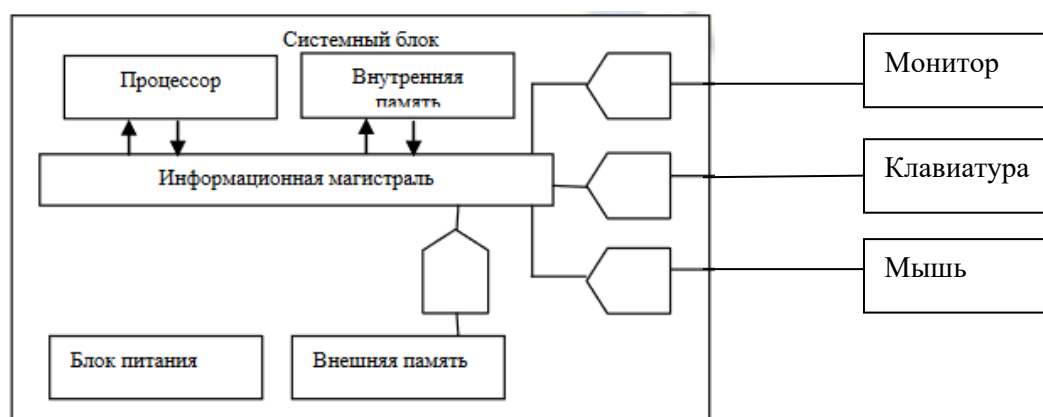 Системный блок
Процессор
Внутренняя
память
Монитор
Информационная магистраль
Клавиатура
Мышь
Блок питания
Внешняя память